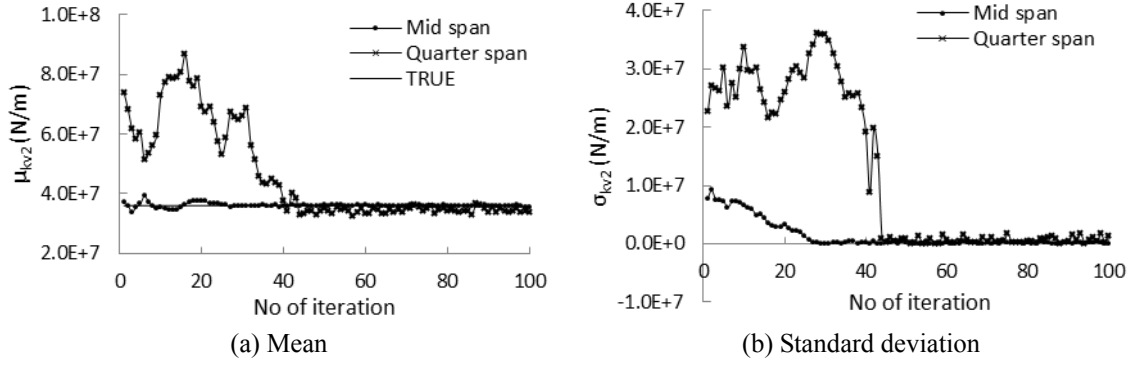 1.0E+8
8.0E+7
6.0E+7
4.0E+7
2.0E+7
μkv2 (N/m)
0 20 40 60 80 100
No of iteration
Mid span
Quarter span
TRUE
(a) Mean
4.0E+7
3.0E+7
2.0E+7
1.0E+7
0.0E+0
-1.0E+7
σkv2 (N/m)
0 20 40 60 80 100
No of iteration
Mid span
Quarter span
(b) Standard deviation